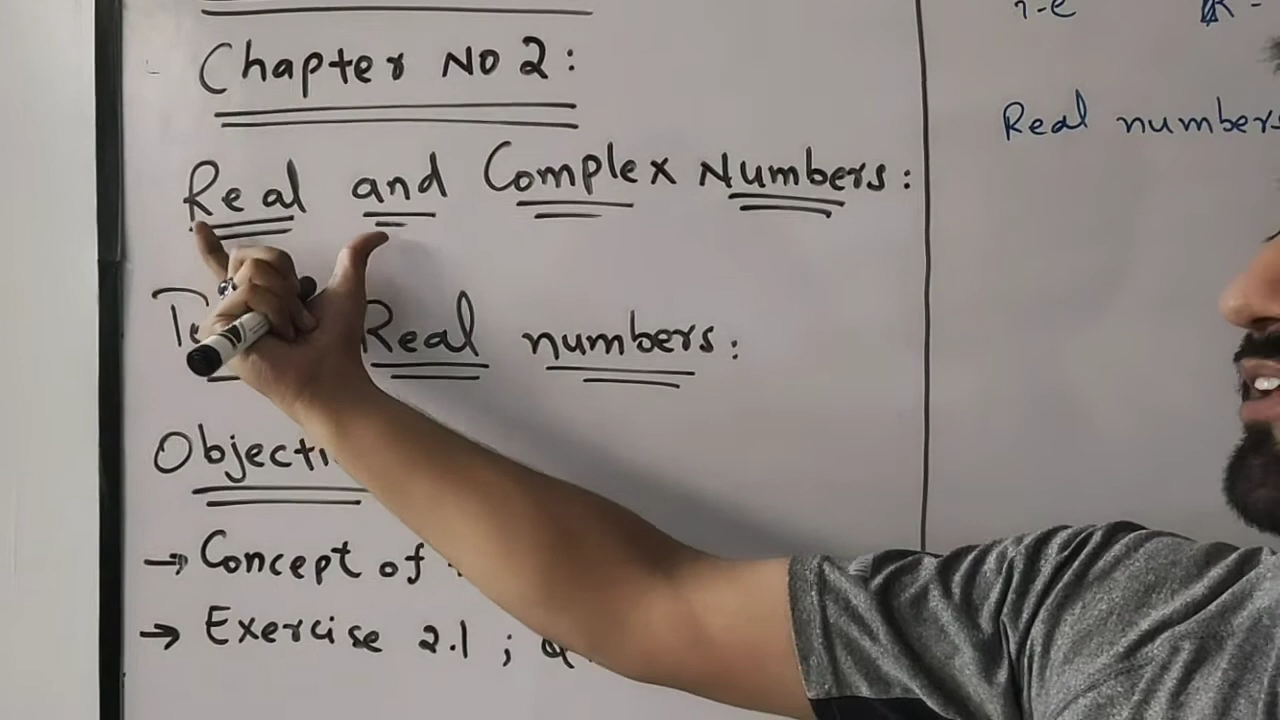 Chapter NO 2:
Real and Complex Numbers:
Real numbers:
Objecti
→ Concept of
→ Exercise 2.1 ; Q
i-e R -
Real numbers